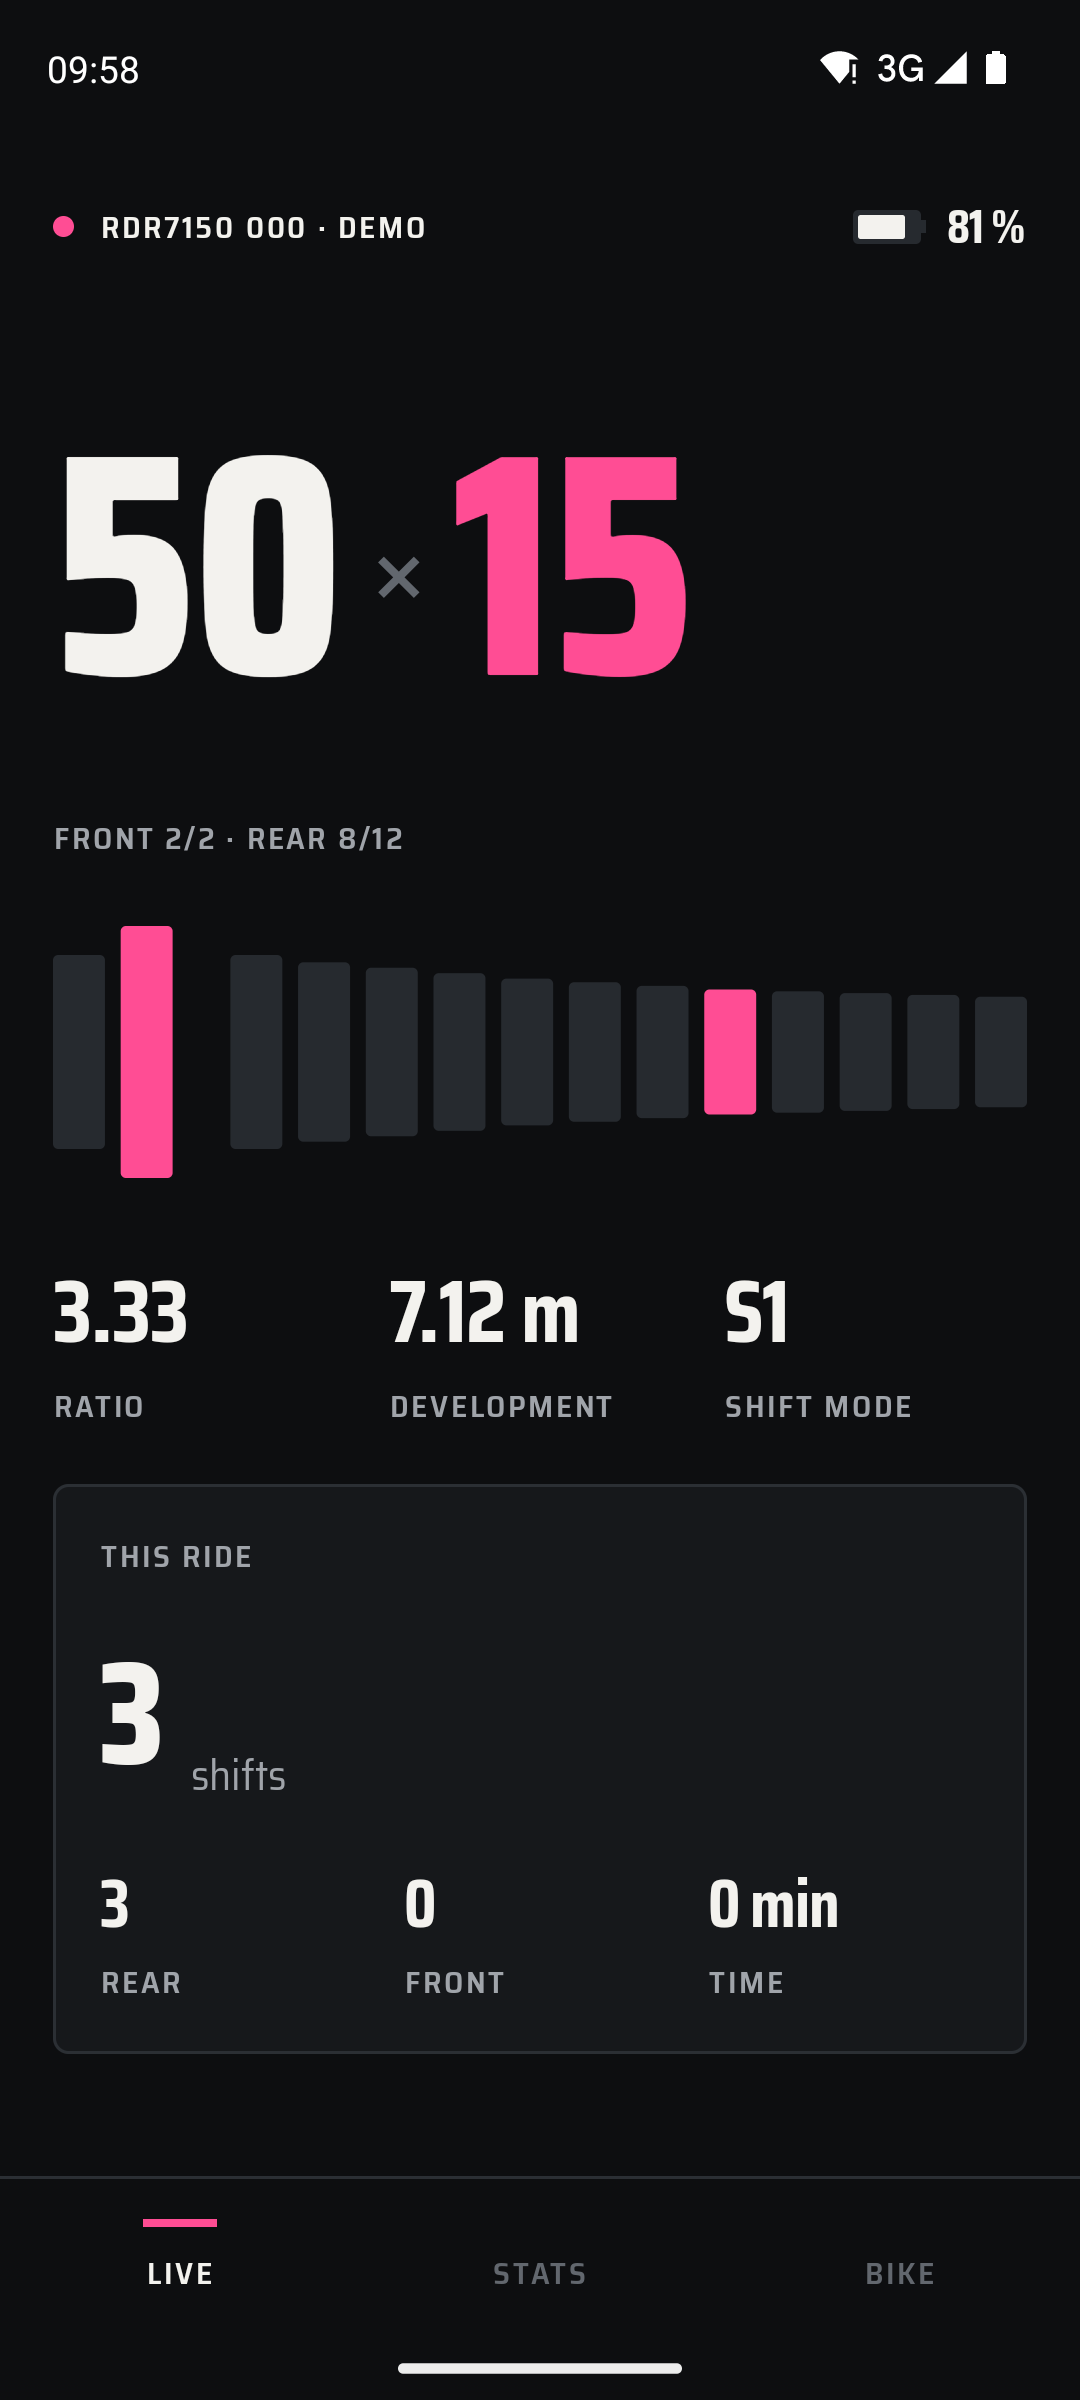 09:58 3G
RDR7150 000 · DEMO 81 %
50 × 15
FRONT 2/2 · REAR 8/12
3.33 7.12 m S1
RATIO DEVELOPMENT SHIFT MODE
THIS RIDE
3 shifts
3 0 0 min
REAR FRONT TIME
LIVE STATS BIKE